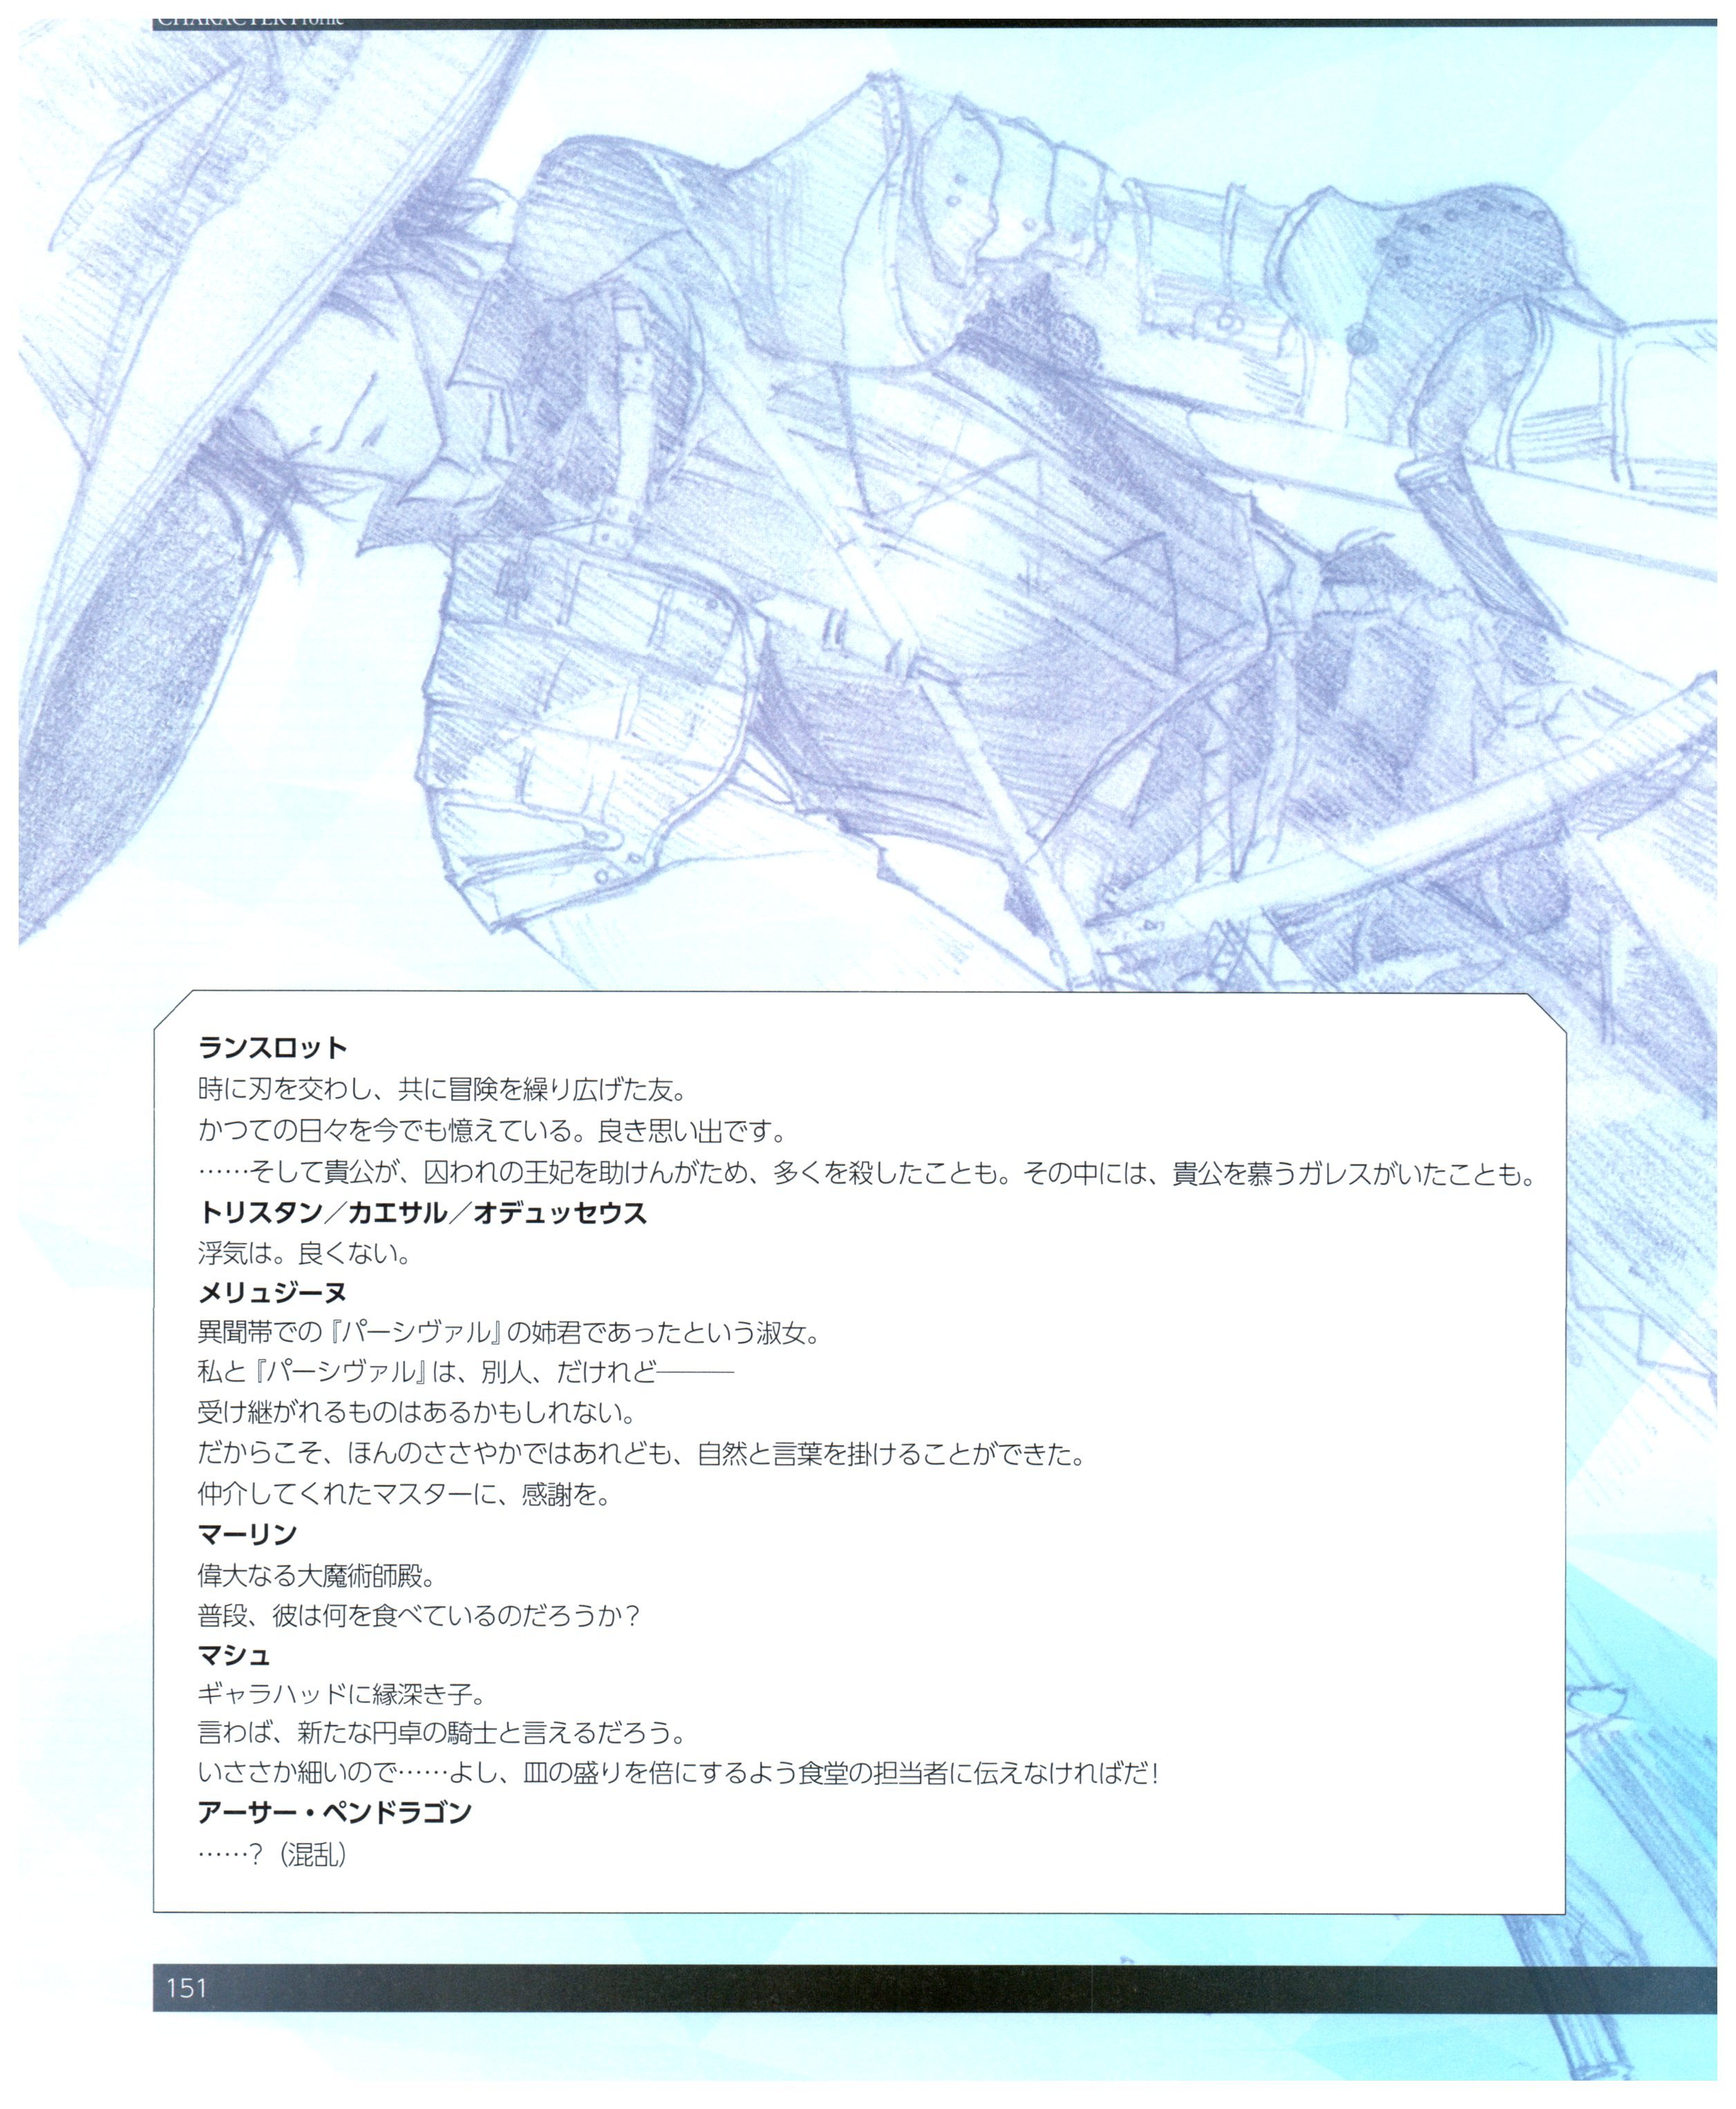 CHARACTER Profile
ランスロット
時に刃を交わし、共に冒険を繰り広げた友。
かつての日々を今でも憶えている。良き思い出です。
……そして貴公が、囚われの王妃を助けんがため、多くを殺したことも。その中には、貴公を慕うガレスがいたことも。
トリスタン／カエサル／オデュッセウス
浮気は。良くない。
メリュジーヌ
異聞帯での『パーシヴァル』の姉君であったという淑女。
私と『パーシヴァル』は、別人、だけれど───
受け継がれるものはあるかもしれない。
だからこそ、ほんのささやかではあれども、自然と言葉を掛けることができた。
仲介してくれたマスターに、感謝を。
マーリン
偉大なる大魔術師殿。
普段、彼は何を食べているのだろうか？
マシュ
ギャラハッドに縁深き子。
言わば、新たな円卓の騎士と言えるだろう。
いささか細いので……よし、皿の盛りを倍にするよう食堂の担当者に伝えなければだ！
アーサー・ペンドラゴン
……？（混乱）
151